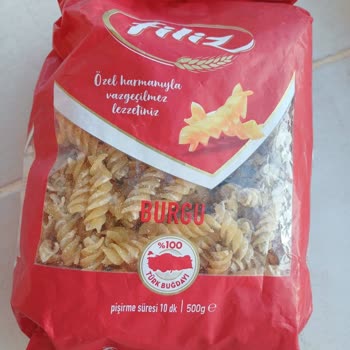 filiz
Özel harmanıyla
vazgeçilmez
lezzetiniz
BURGU
%100
TÜRK BUĞDAYI
pişirme süresi 10 dk | 500g e